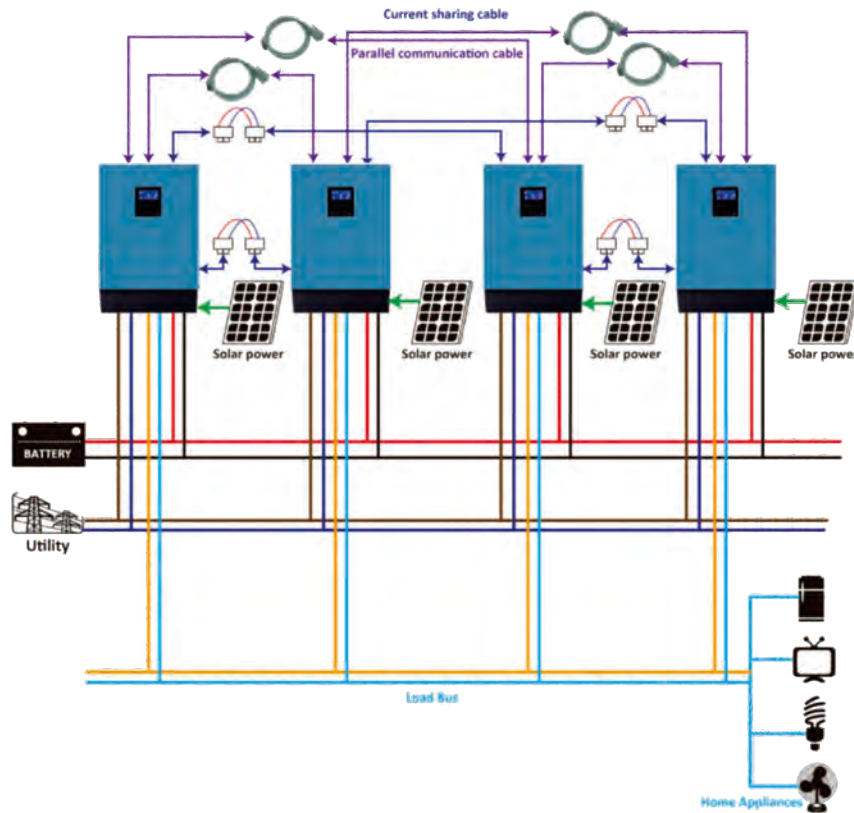 Current sharing cable
Parallel communication cable
Solar power
Solar power
Solar power
Solar power
BATTERY
Utility
Load Bus
Home Appliances